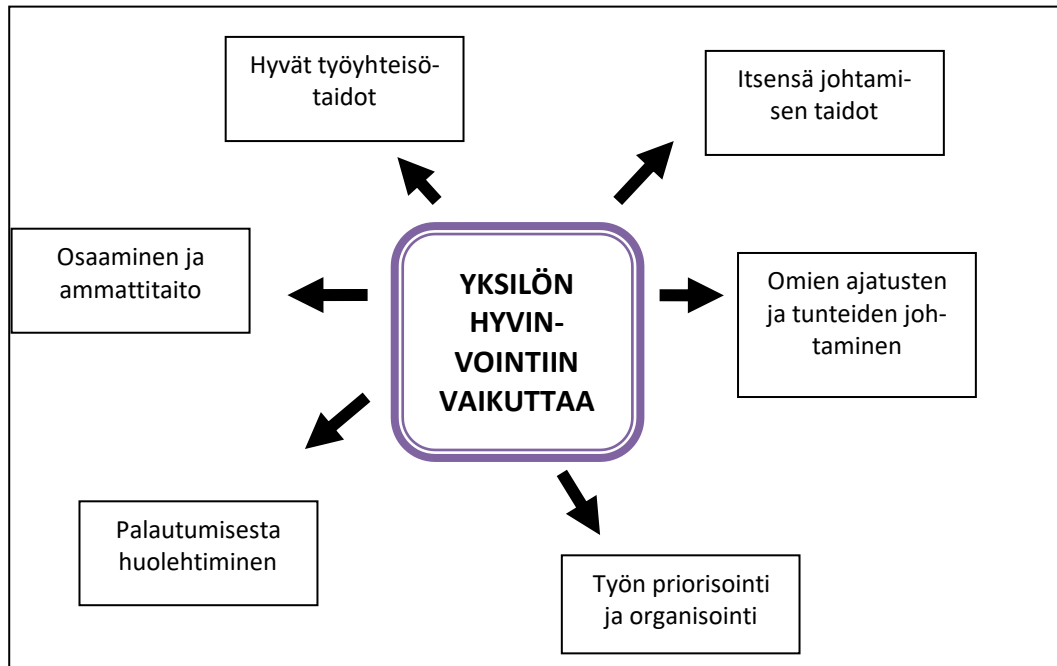 Hyvät työyhteisö-
taidot
Itsensä johtami-
sen taidot
Osaaminen ja
ammattitaito
YKSILÖN
HYVIN-
VOINTIIN
VAIKUTTAA
Omien ajatusten
ja tunteiden joh-
taminen
Palautumisesta
huolehtiminen
Työn priorisointi
ja organisointi